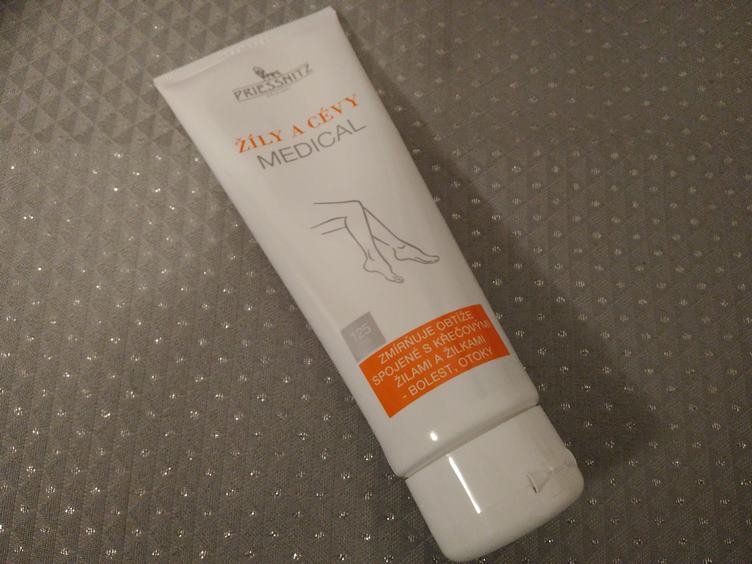 PRIESSNITZ
ŽÍLY A CÉVY
MEDICAL
125
ZMÍRŇUJE OBTÍŽE
SPOJENÉ S KŘEČOVÝMI
ŽILAMI A ŽILKAMI
- BOLEST, OTOKY